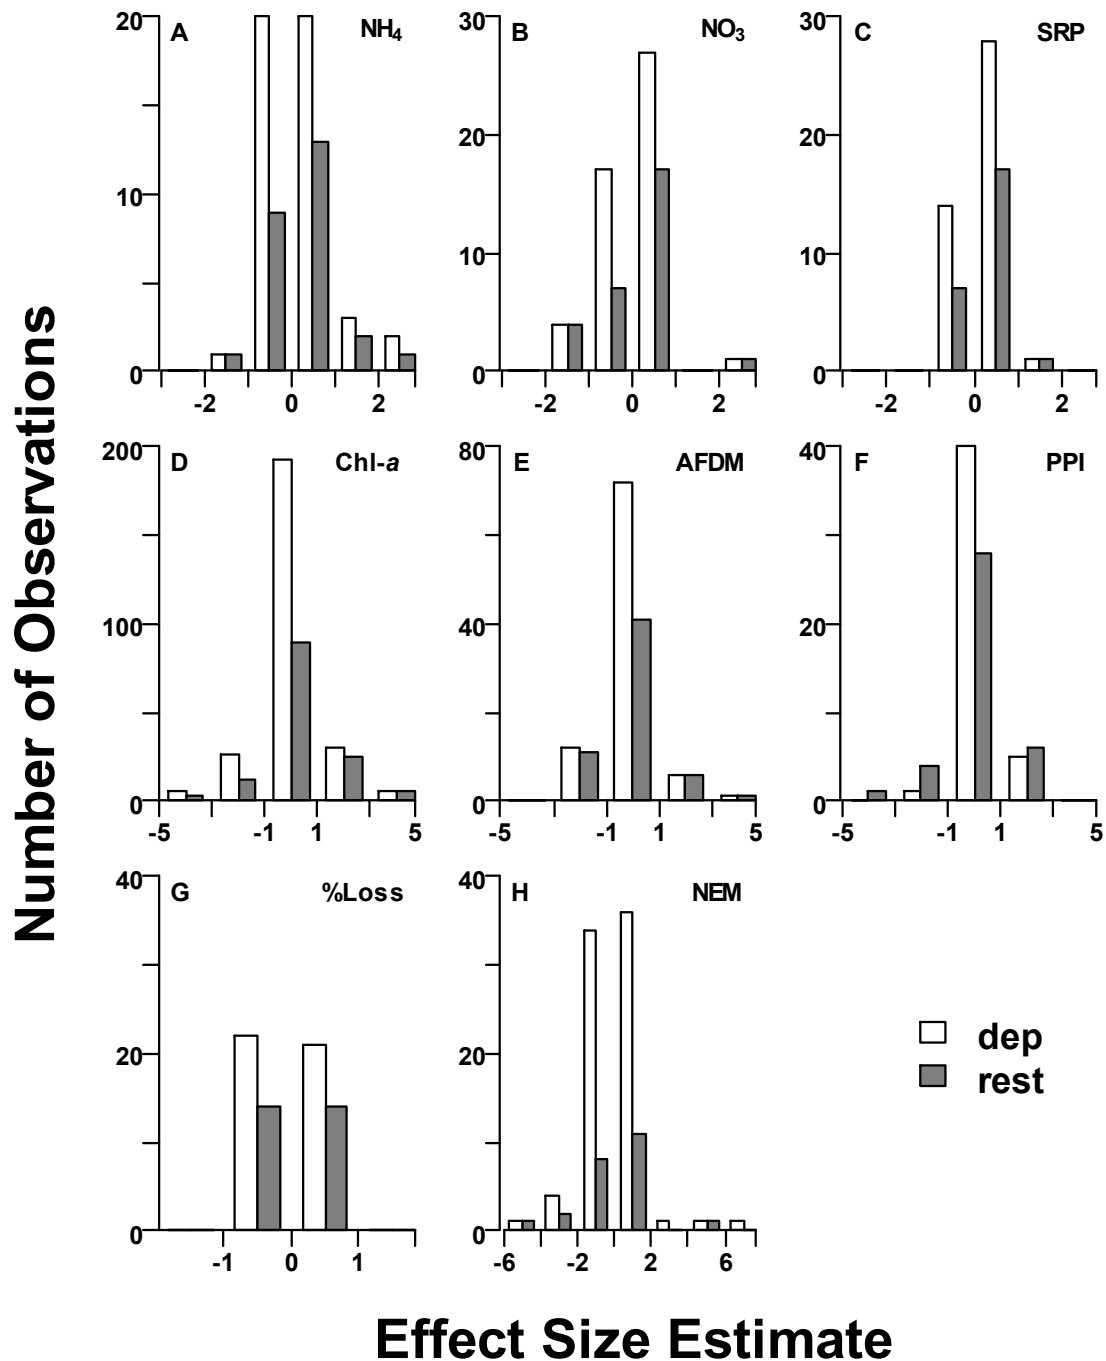 Number of Observations
A NH4
20
10
0
-2 0 2
B NO3
30
20
10
0
-2 0 2
C SRP
30
20
10
0
-2 0 2
D Chl-a
200
100
0
-5 -1 1 5
E AFDM
80
40
0
-5 -1 1 5
F PPI
40
20
0
-5 -1 1 5
G %Loss
40
20
0
-1 0 1
H NEM
40
20
0
-6 -2 2
dep
rest
Effect Size Estimate